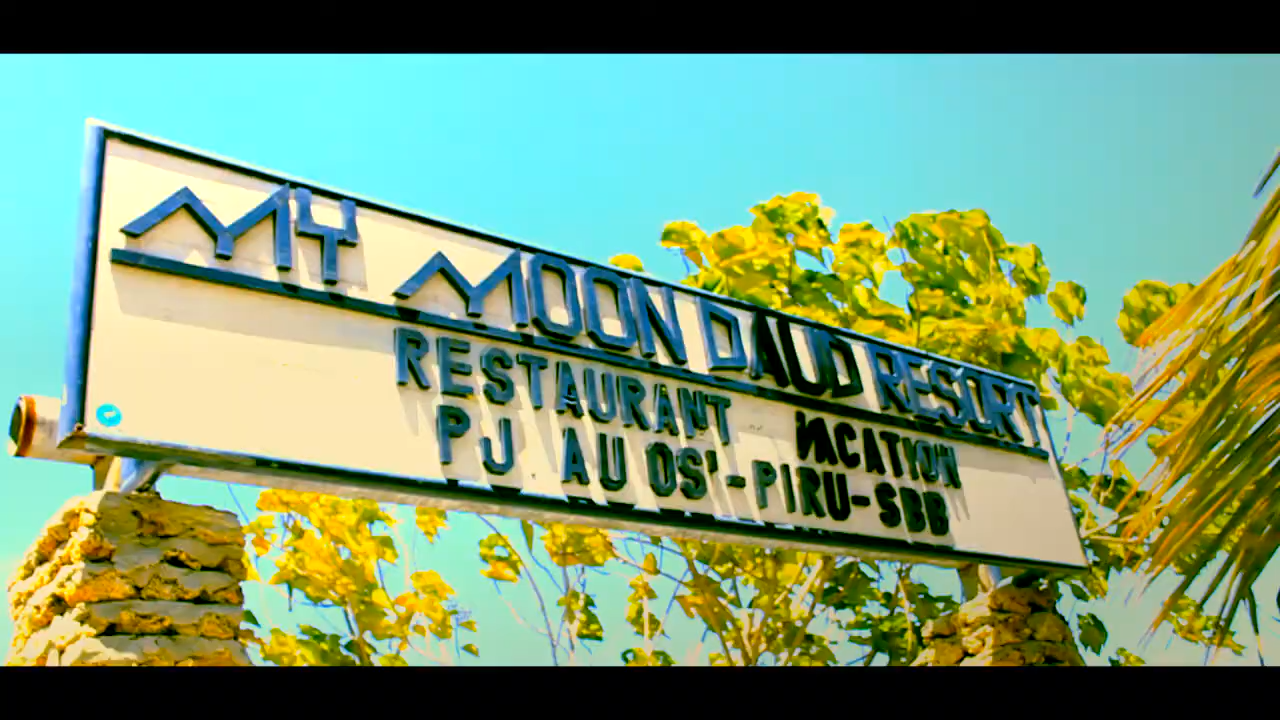 MY MOON DAUD RESORT
RESTAURANT VACATION
PJ AU OS'-PIRU-SBB